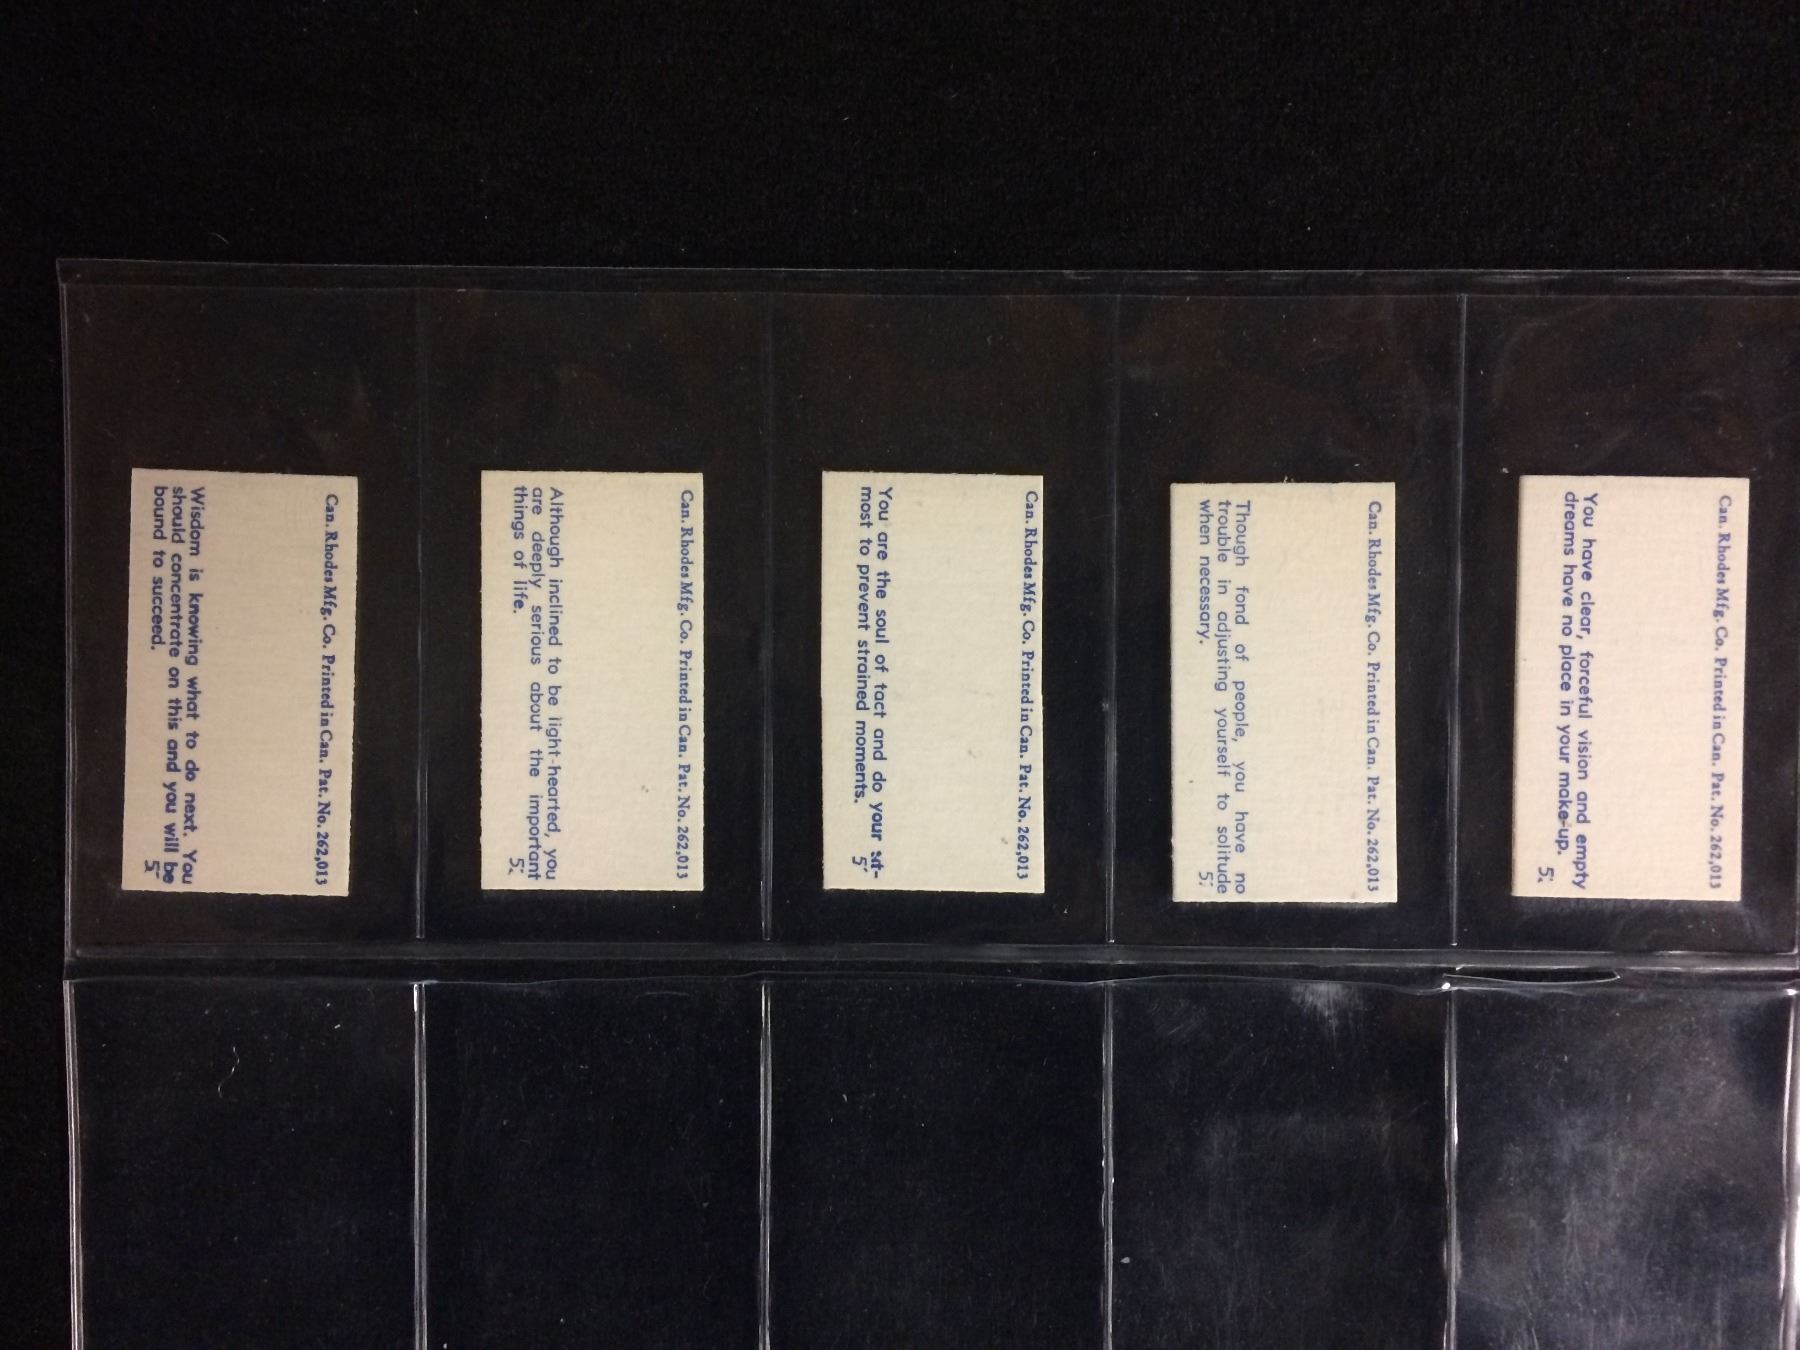 Can. Rhodes Mfg. Co. Printed in Can. Pat. No. 262,013
You have clear, forceful vision and empty
dreams have no place in your make-up.
Can. Rhodes Mfg. Co. Printed in Can. Pat. No. 262,013
Though fond of people, you have no
trouble in adjusting yourself to solitude
when necessary.
Can. Rhodes Mfg. Co. Printed in Can. Pat. No. 262,013
You are the soul of tact and do your ut-
most to prevent strained moments.
Can. Rhodes Mfg. Co. Printed in Can. Pat. No. 262,013
Although inclined to be light-hearted, you
are deeply serious about the important
things of life.
Can. Rhodes Mfg. Co. Printed in Can. Pat. No. 262,013
Wisdom is knowing what to do next. You
should concentrate on this and you will be
bound to succeed.